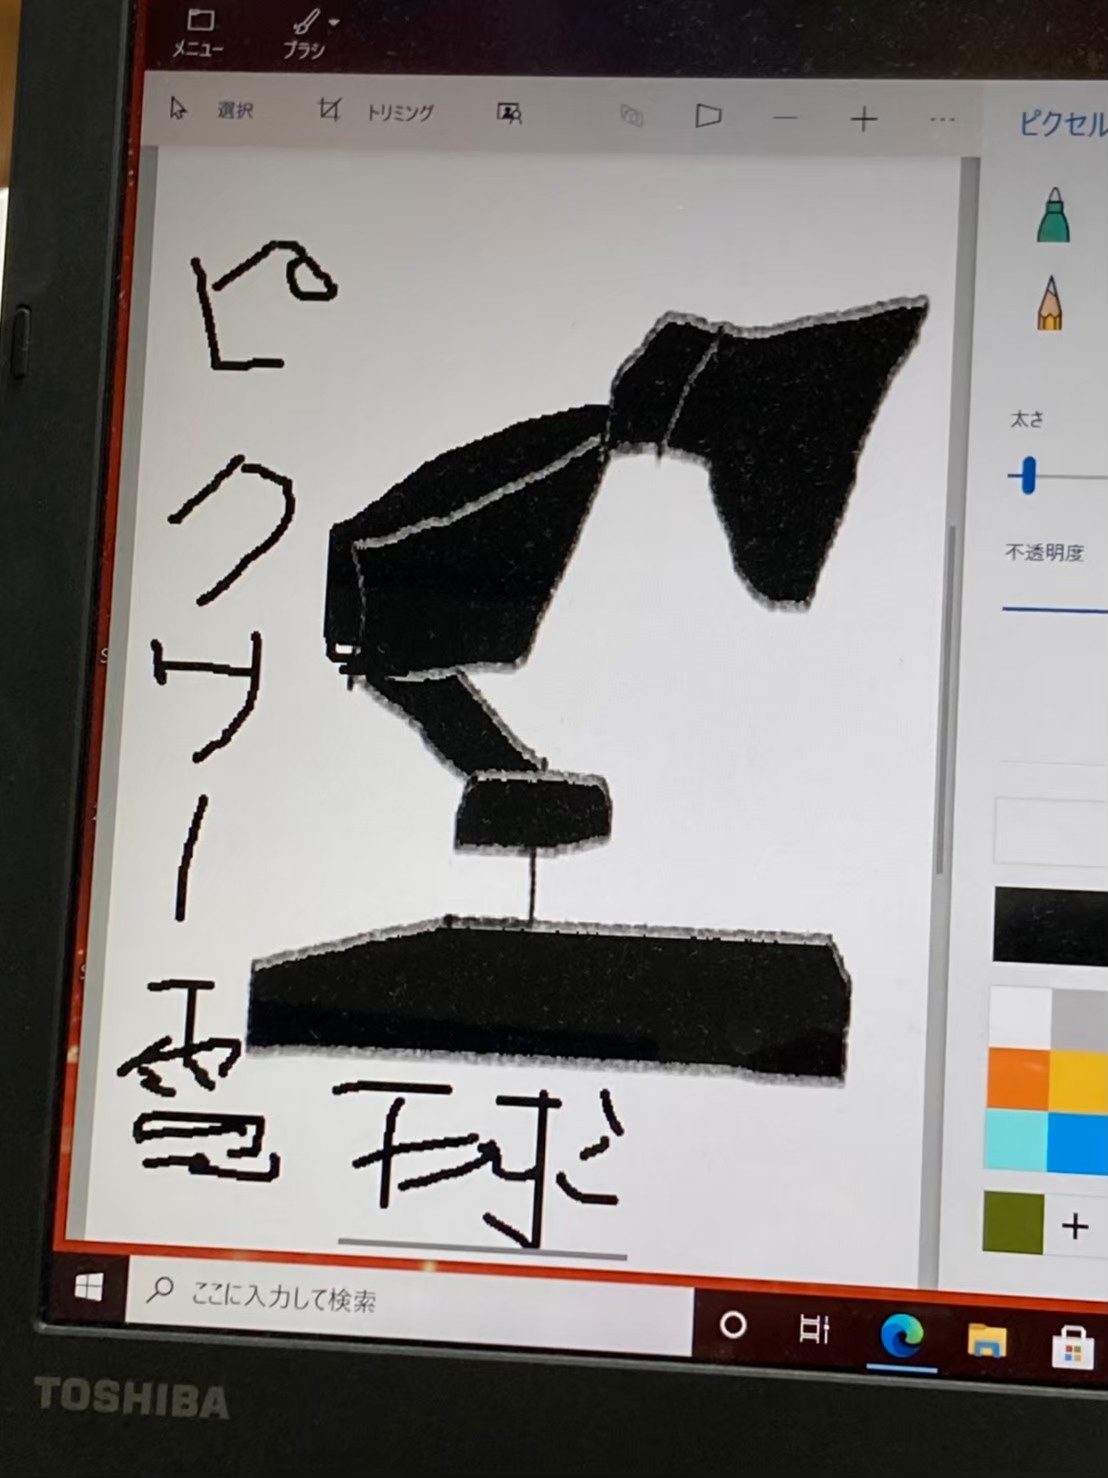 メニュー
ブラシ
選択
トリミング
ピクセル
太さ
不透明度
ピクサー電
球
ここに入力して検索
TOSHIBA